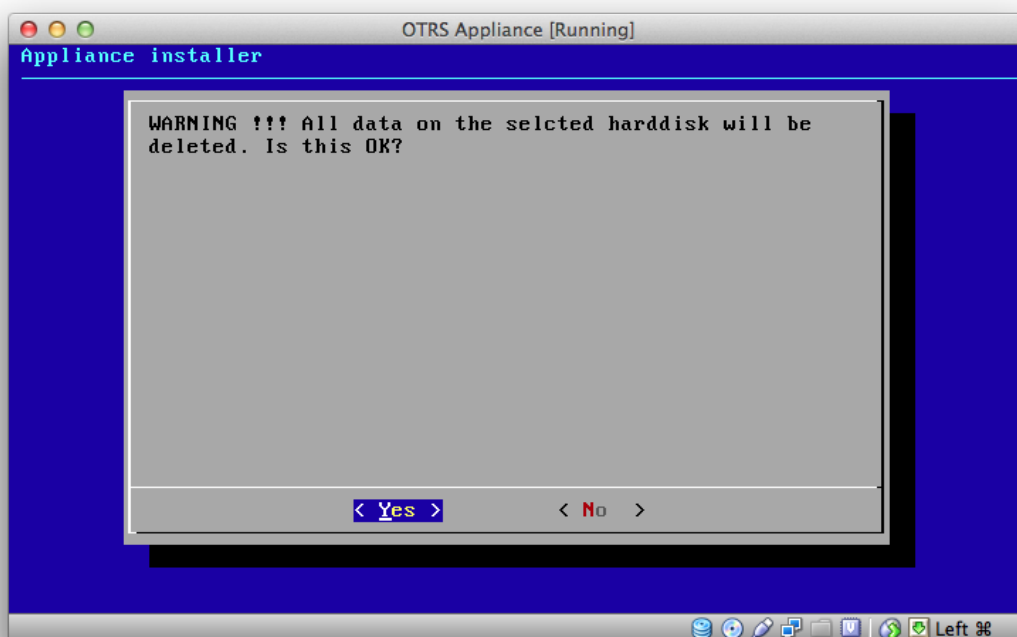 OTRS Appliance [Running]
Appliance installer
WARNING !!! All data on the selcted harddisk will be
deleted. Is this OK?
< Yes > < No >
Left ⌘